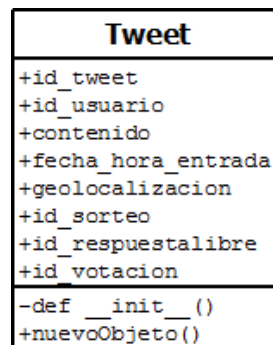 Tweet
+id_tweet
+id_usuario
+contenido
+fecha_hora_entrada
+geolocalizacion
+id_sorteo
+id_respuestalibre
+id_votacion
-def __init__()
+nuevoObjeto()